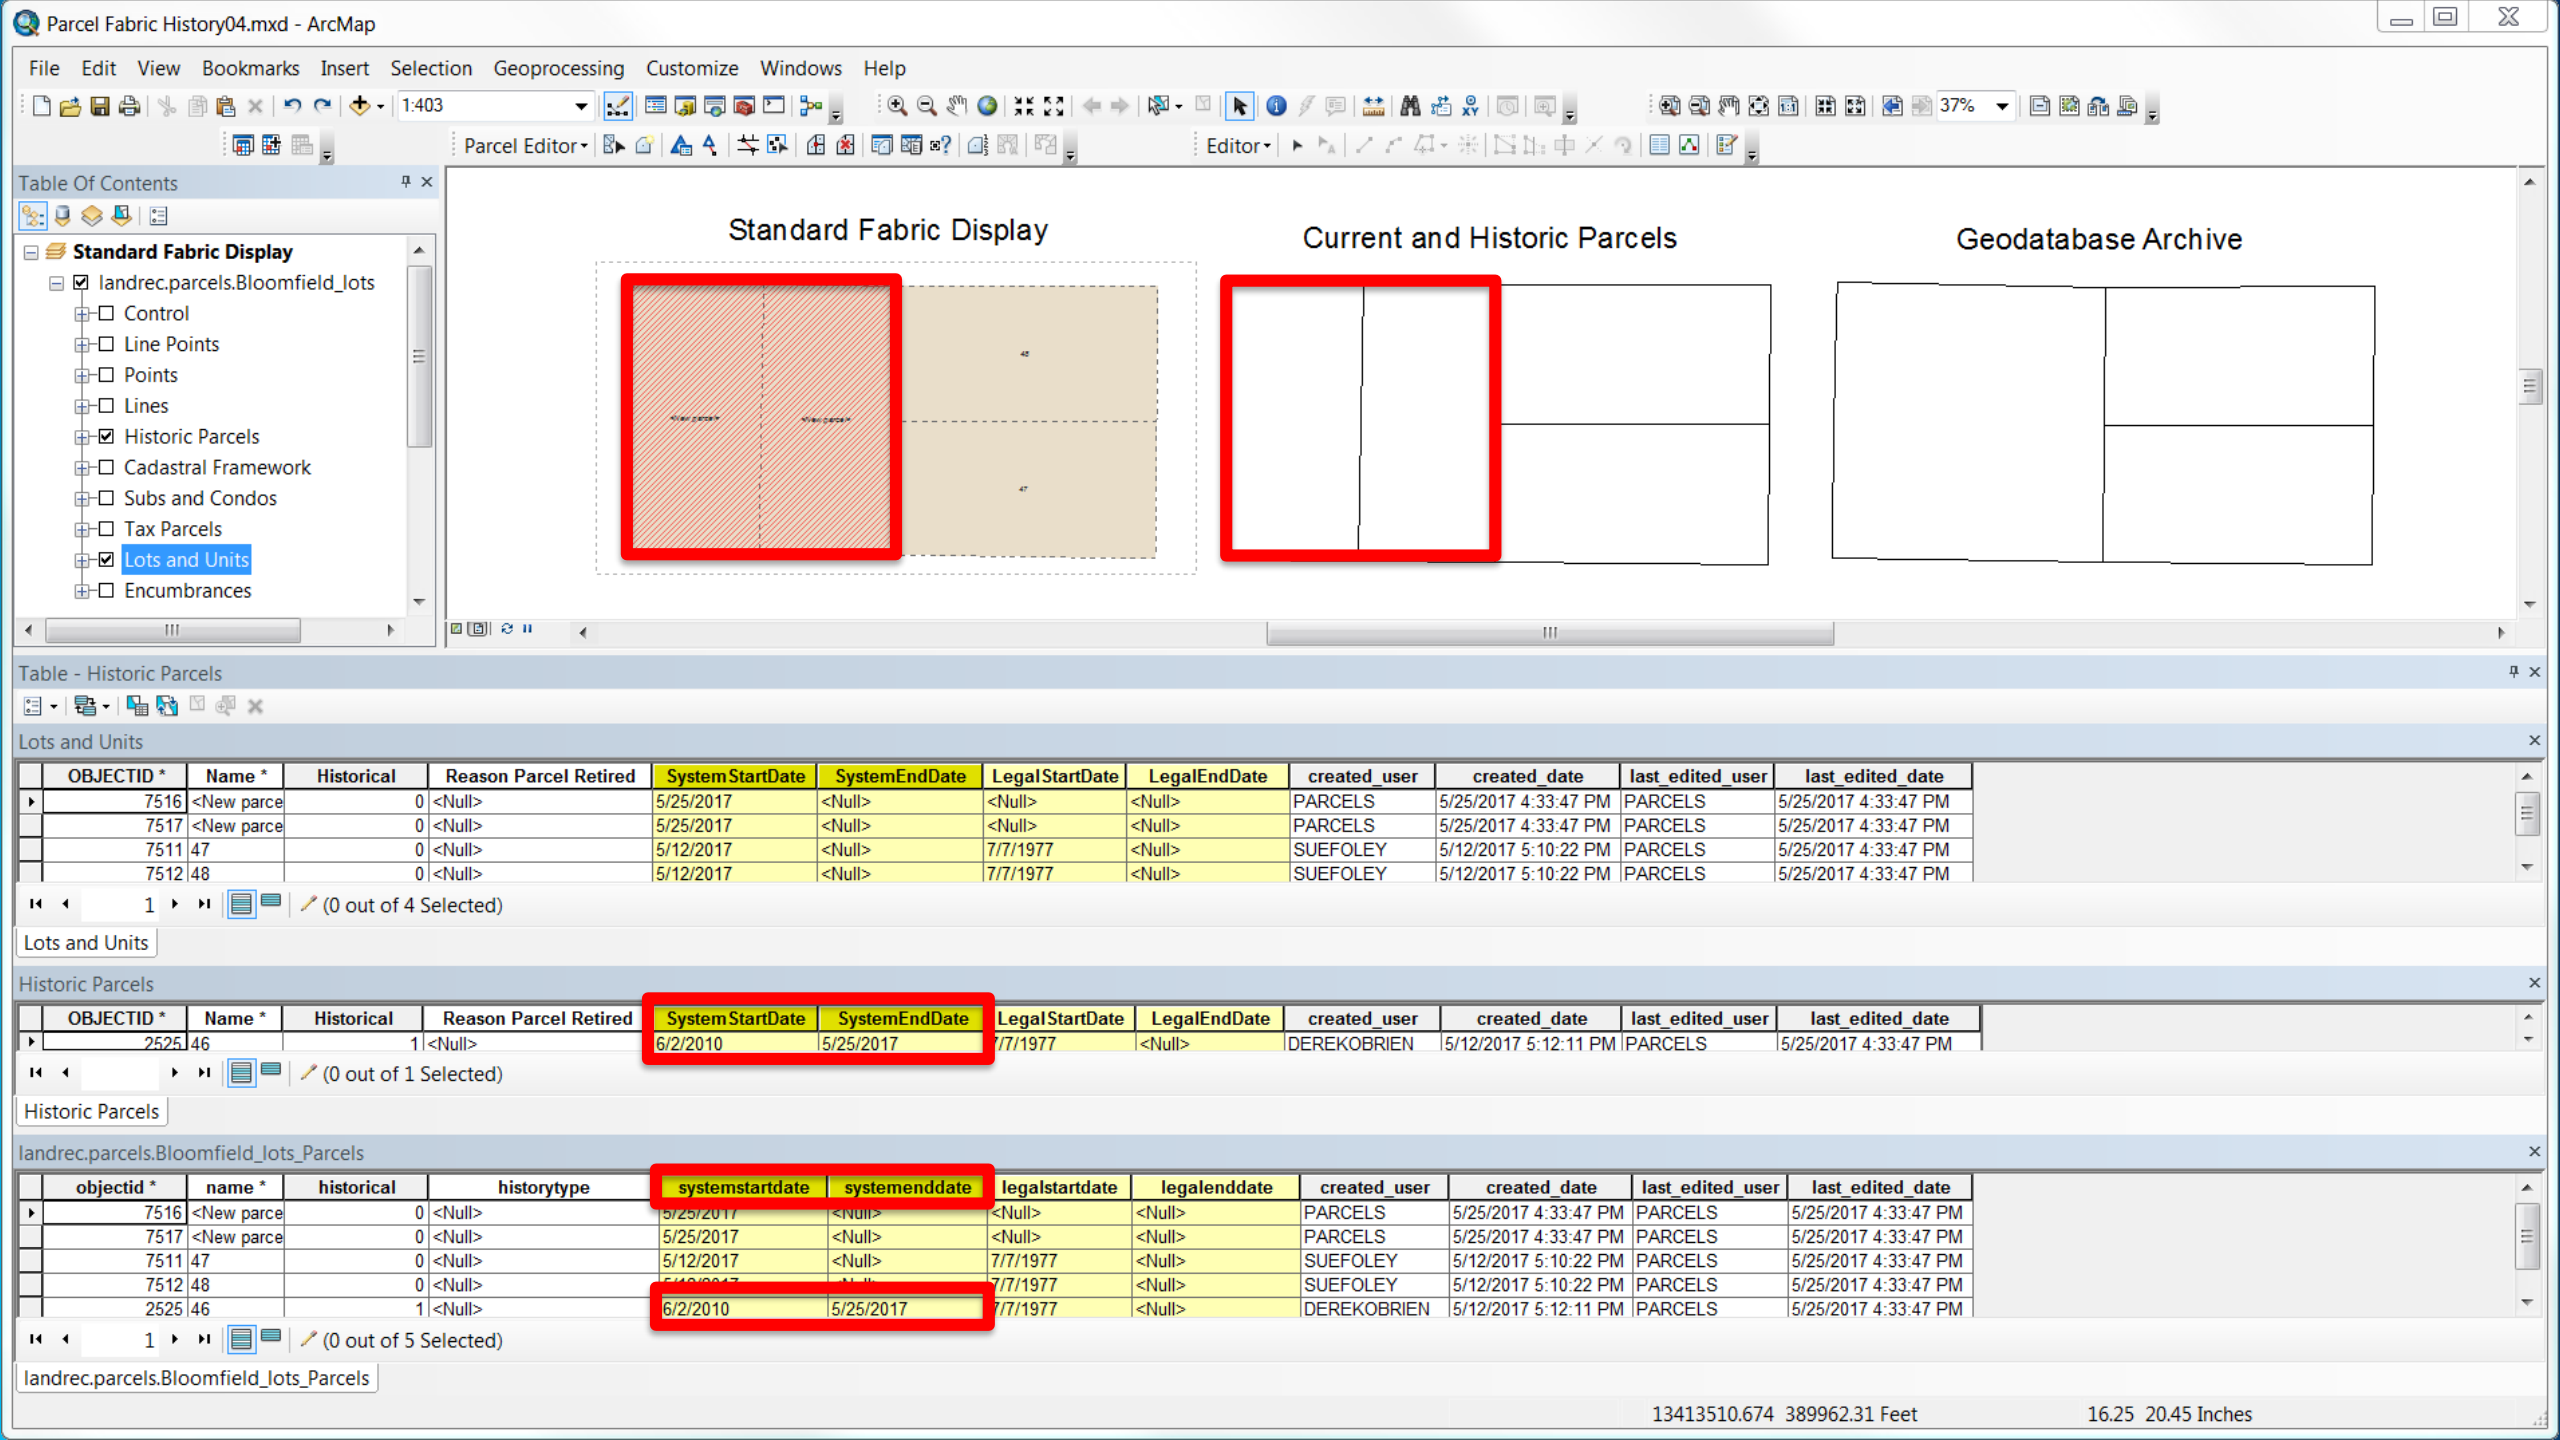 Parcel Fabric History04.mxd - ArcMap
File Edit View Bookmarks Insert Selection Geoprocessing Customize Windows Help
1:403
37%
Parcel Editor
Editor
Table Of Contents
Standard Fabric Display
landrec.parcels.Bloomfield_lots
Control
Line Points
Points
Lines
Historic Parcels
Cadastral Framework
Subs and Condos
Tax Parcels
Lots and Units
Encumbrances
Standard Fabric Display
Current and Historic Parcels
Geodatabase Archive
48
<New parcel> <New parcel>
47
Table - Historic Parcels
Lots and Units
OBJECTID * Name * Historical Reason Parcel Retired SystemStartDate SystemEndDate LegalStartDate LegalEndDate created_user created_date last_edited_user last_edited_date
7516 <New parce 0 <Null> 5/25/2017 <Null> <Null> <Null> PARCELS 5/25/2017 4:33:47 PM PARCELS 5/25/2017 4:33:47 PM
7517 <New parce 0 <Null> 5/25/2017 <Null> <Null> <Null> PARCELS 5/25/2017 4:33:47 PM PARCELS 5/25/2017 4:33:47 PM
7511 47 0 <Null> 5/12/2017 <Null> 7/7/1977 <Null> SUEFOLEY 5/12/2017 5:10:22 PM PARCELS 5/25/2017 4:33:47 PM
7512 48 0 <Null> 5/12/2017 <Null> 7/7/1977 <Null> SUEFOLEY 5/12/2017 5:10:22 PM PARCELS 5/25/2017 4:33:47 PM
1 (0 out of 4 Selected)
Lots and Units
Historic Parcels
OBJECTID * Name * Historical Reason Parcel Retired SystemStartDate SystemEndDate LegalStartDate LegalEndDate created_user created_date last_edited_user last_edited_date
2525 46 1 <Null> 6/2/2010 5/25/2017 7/7/1977 <Null> DEREKOBRIEN 5/12/2017 5:12:11 PM PARCELS 5/25/2017 4:33:47 PM
(0 out of 1 Selected)
Historic Parcels
landrec.parcels.Bloomfield_lots_Parcels
objectid * name * historical historytype systemstartdate systemenddate legalstartdate legalenddate created_user created_date last_edited_user last_edited_date
7516 <New parce 0 <Null> 5/25/2017 <Null> <Null> <Null> PARCELS 5/25/2017 4:33:47 PM PARCELS 5/25/2017 4:33:47 PM
7517 <New parce 0 <Null> 5/25/2017 <Null> <Null> <Null> PARCELS 5/25/2017 4:33:47 PM PARCELS 5/25/2017 4:33:47 PM
7511 47 0 <Null> 5/12/2017 <Null> 7/7/1977 <Null> SUEFOLEY 5/12/2017 5:10:22 PM PARCELS 5/25/2017 4:33:47 PM
7512 48 0 <Null> 5/12/2017 <Null> 7/7/1977 <Null> SUEFOLEY 5/12/2017 5:10:22 PM PARCELS 5/25/2017 4:33:47 PM
2525 46 1 <Null> 6/2/2010 5/25/2017 7/7/1977 <Null> DEREKOBRIEN 5/12/2017 5:12:11 PM PARCELS 5/25/2017 4:33:47 PM
1 (0 out of 5 Selected)
landrec.parcels.Bloomfield_lots_Parcels
13413510.674 389962.31 Feet 16.25 20.45 Inches